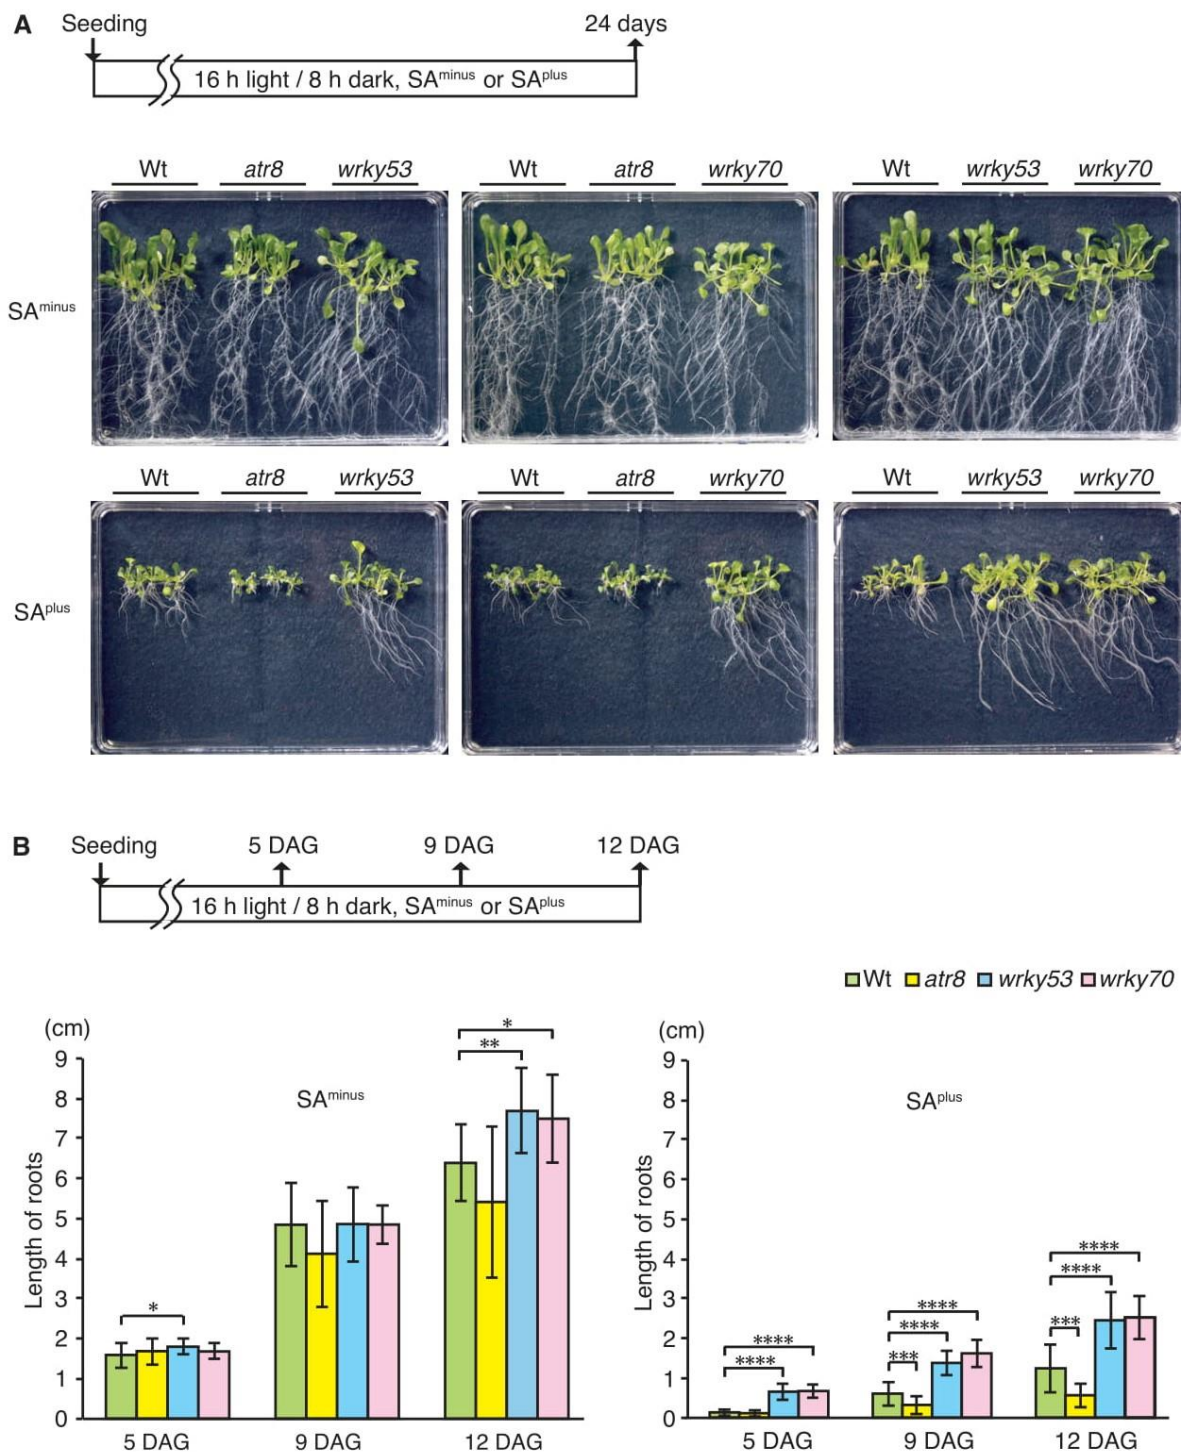 A
Seeding 24 days
16 h light / 8 h dark, SAminus or SAplus
Wt atr8 wrky53 Wt atr8 wrky70 Wt wrky53 wrky70
SAminus
Wt atr8 wrky53 Wt atr8 wrky70 Wt wrky53 wrky70
SAplus
B
Seeding 5 DAG 9 DAG 12 DAG
16 h light / 8 h dark, SAminus or SAplus
Wt atr8 wrky53 wrky70
(cm)
Length of roots
9
8
7
6
5
4
3
2
1
0
SAminus
*
**
*
5 DAG 9 DAG 12 DAG
(cm)
Length of roots
9
8
7
6
5
4
3
2
1
0
SAplus
****
****
****
****
***
****
****
***
5 DAG 9 DAG 12 DAG